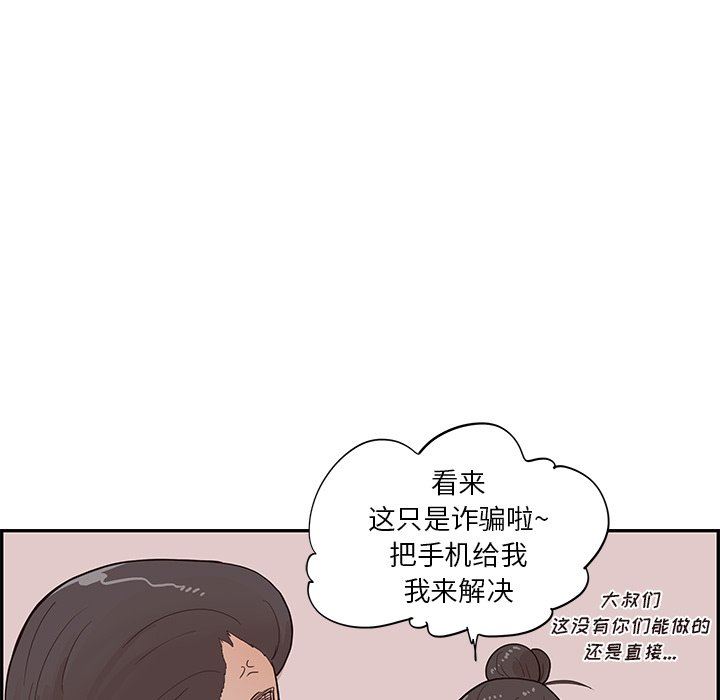 看来
这只是诈骗啦~
把手机给我
我来解决
大叔们
这没有你们能做的
还是直接...